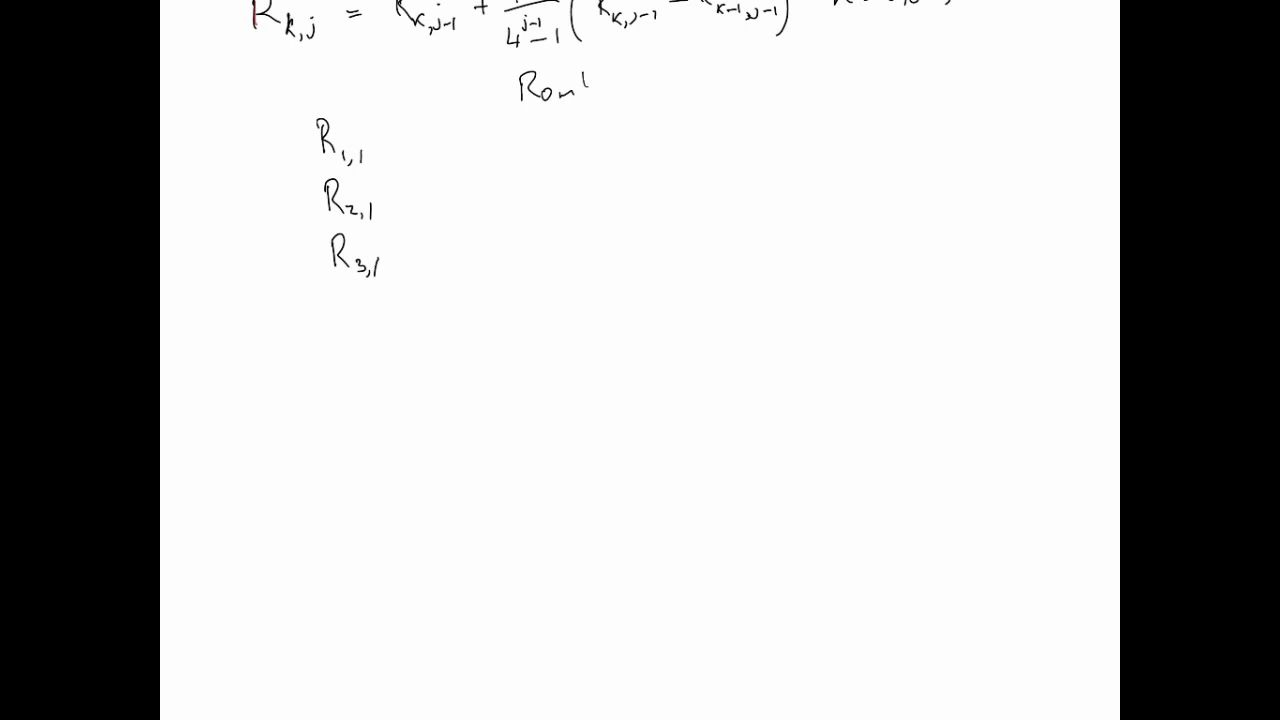 R_{k,j} = R_{k,j-1} + \frac{1}{4^{j-1}-1} ( R_{k,j-1} - R_{k-1,j-1} )
Rom
R_{1,1}
R_{2,1}
R_{3,1}